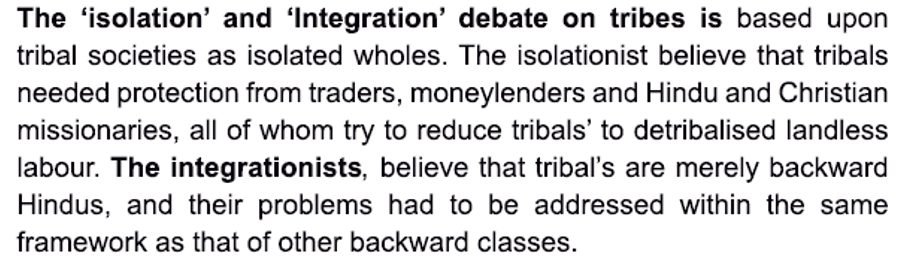 The ‘isolation’ and ‘Integration’ debate on tribes is based upon
tribal societies as isolated wholes. The isolationist believe that tribals
needed protection from traders, moneylenders and Hindu and Christian
missionaries, all of whom try to reduce tribals’ to detribalised landless
labour. The integrationists, believe that tribal’s are merely backward
Hindus, and their problems had to be addressed within the same
framework as that of other backward classes.